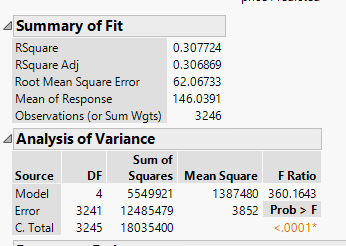 Summary of Fit
RSquare 0.307724
RSquare Adj 0.306869
Root Mean Square Error 62.06733
Mean of Response 146.0391
Observations (or Sum Wgts) 3246
Analysis of Variance
Sum of
Source DF Squares Mean Square F Ratio
Model 4 5549921 1387480 360.1643
Error 3241 12485479 3852 Prob > F
C. Total 3245 18035400 <.0001*